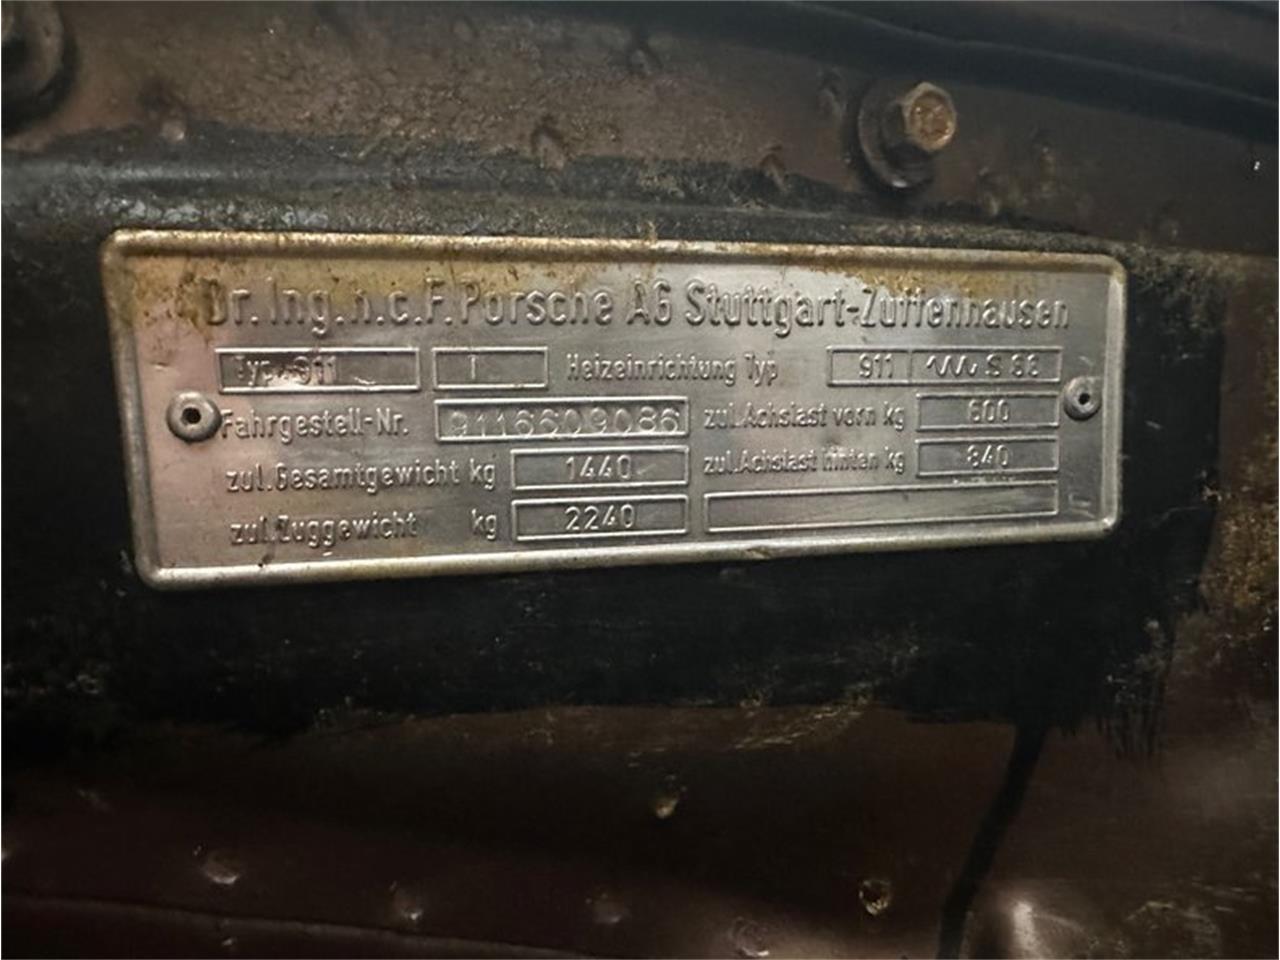 Dr. Ing. h. c. F. Porsche AG Stuttgart-Zuffenhausen
Typ 911 Heizeinrichtung Typ 911 S 83
Fahrgestell-Nr. 9116609086 zul. Achslast vorn kg 600
zul. Gesamtgewicht kg 1440 zul. Achslast hinten kg 840
zul. Zuggewicht kg 2240